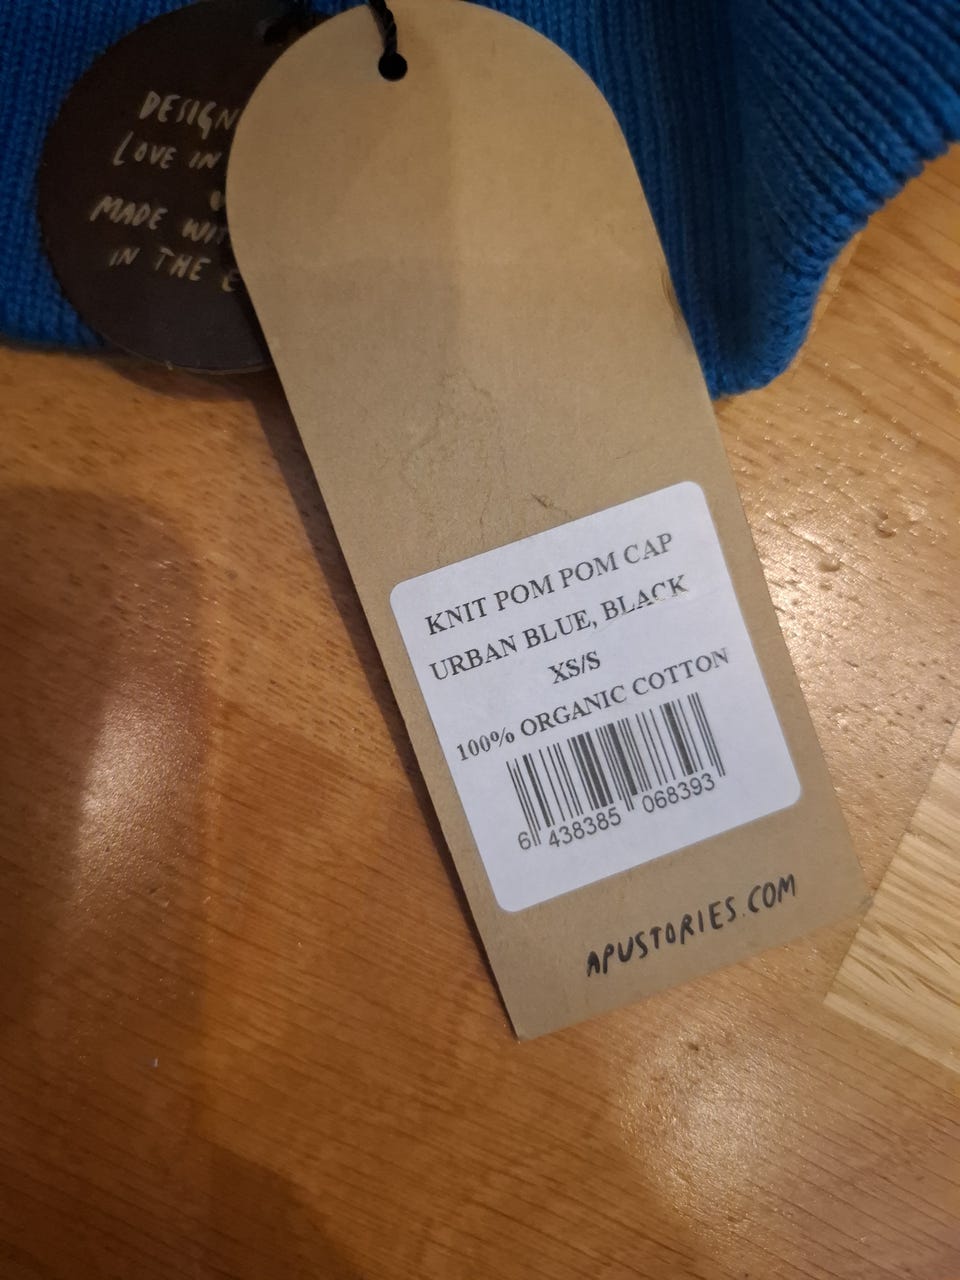 DESIGN
LOVE IN
MADE
IN THE
KNIT POM POM CAP
URBAN BLUE, BLACK
XS/S
100% ORGANIC COTTON
6 438385 068393
APUSTORIES.COM